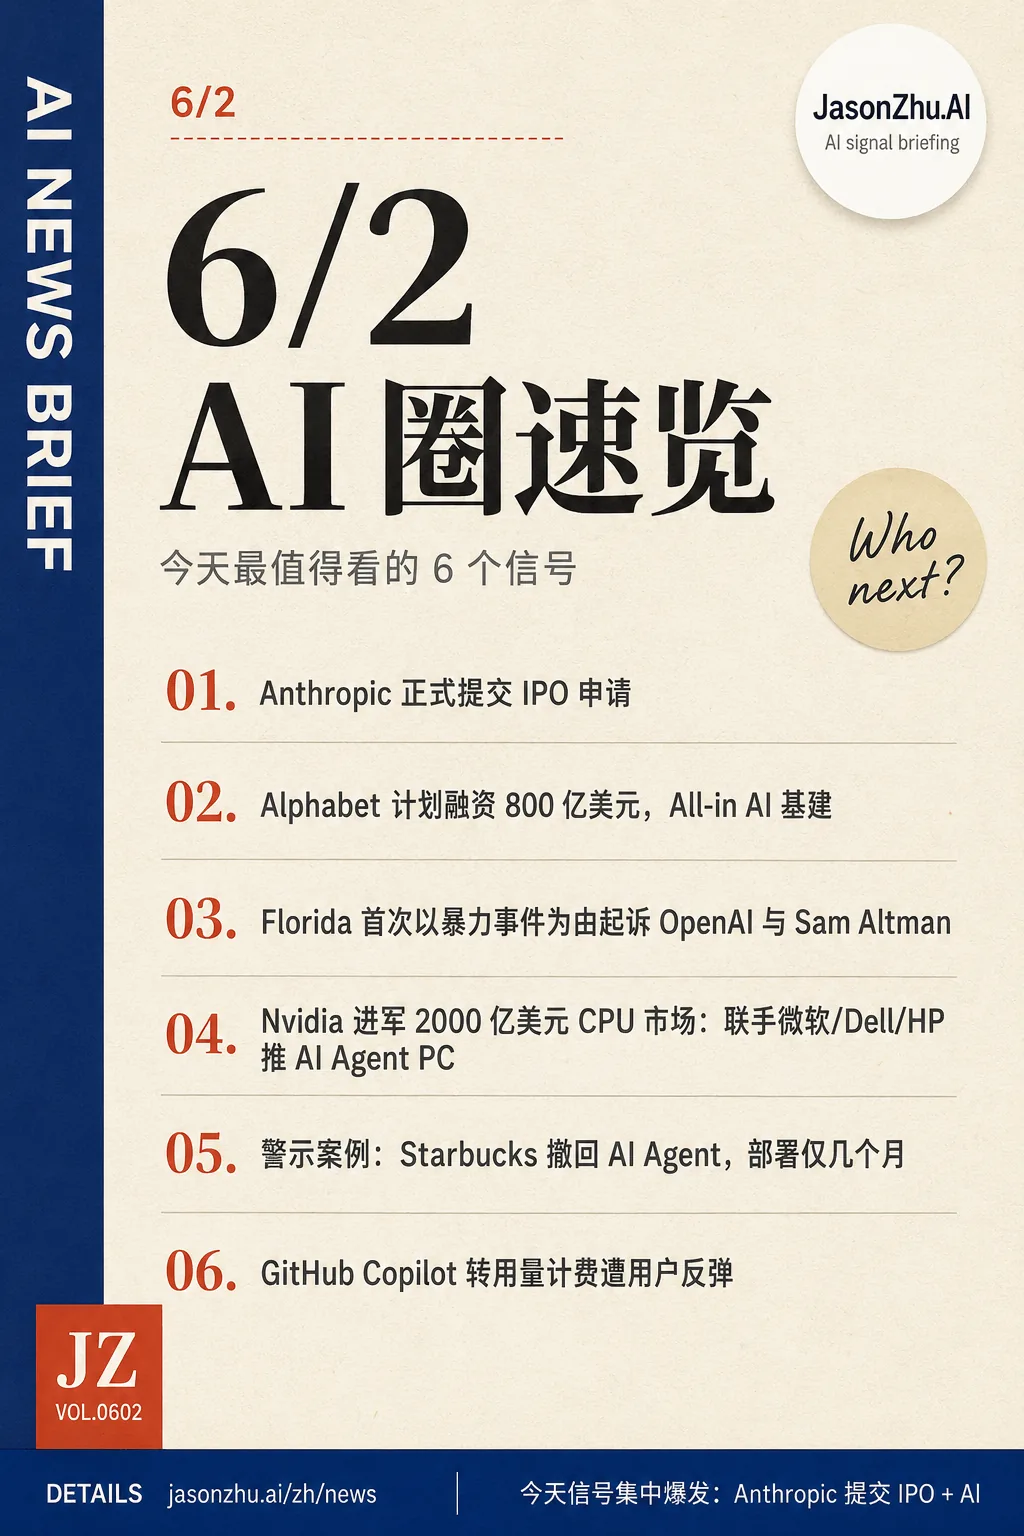 AI NEWS BRIEF
6/2
JasonZhu.AI
AI signal briefing
6/2
AI 圈速览
今天最值得看的 6 个信号
Who
next?
01. Anthropic 正式提交 IPO 申请
02. Alphabet 计划融资 800 亿美元，All-in AI 基建
03. Florida 首次以暴力事件为由起诉 OpenAI 与 Sam Altman
04. Nvidia 进军 2000 亿美元 CPU 市场：联手微软/Dell/HP
推 AI Agent PC
05. 警示案例：Starbucks 撤回 AI Agent，部署仅几个月
06. GitHub Copilot 转用量计费遭用户反弹
JZ
VOL.0602
DETAILS jasonzhu.ai/zh/news
今天信号集中爆发：Anthropic 提交 IPO + AI